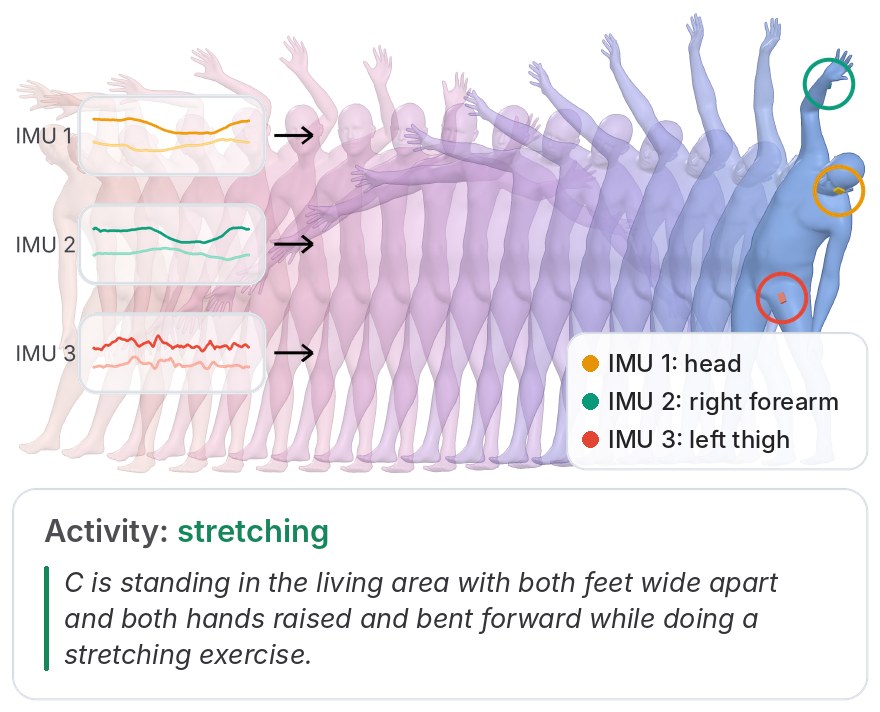 IMU 1
IMU 2
IMU 3
IMU 1: head
IMU 2: right forearm
IMU 3: left thigh
Activity: stretching
C is standing in the living area with both feet wide apart
and both hands raised and bent forward while doing a
stretching exercise.